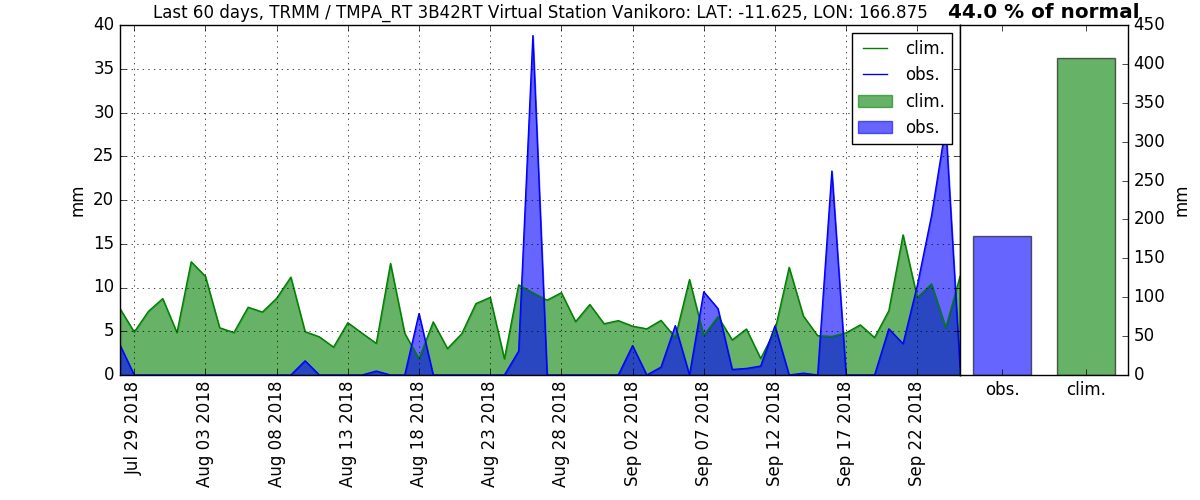 Last 60 days, TRMM / TMPA_RT 3B42RT Virtual Station Vanikoro: LAT: -11.625, LON: 166.875
44.0 % of normal
40
35
30
25
20
15
10
5
0
mm
clim.
obs.
clim.
obs.
Jul 29 2018
Aug 03 2018
Aug 08 2018
Aug 13 2018
Aug 18 2018
Aug 23 2018
Aug 28 2018
Sep 02 2018
Sep 07 2018
Sep 12 2018
Sep 17 2018
Sep 22 2018
450
400
350
300
250
200
150
100
50
0
mm
obs.
clim.